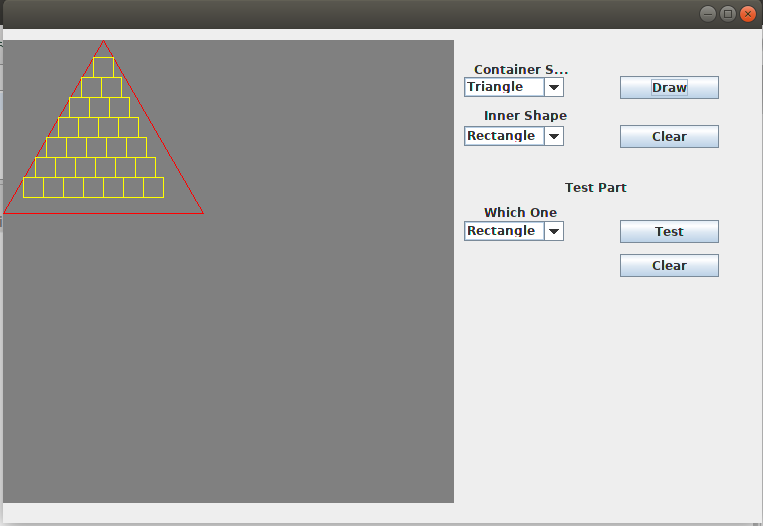 Container S...
Triangle
Draw
Inner Shape
Rectangle
Clear
Test Part
Which One
Rectangle
Test
Clear